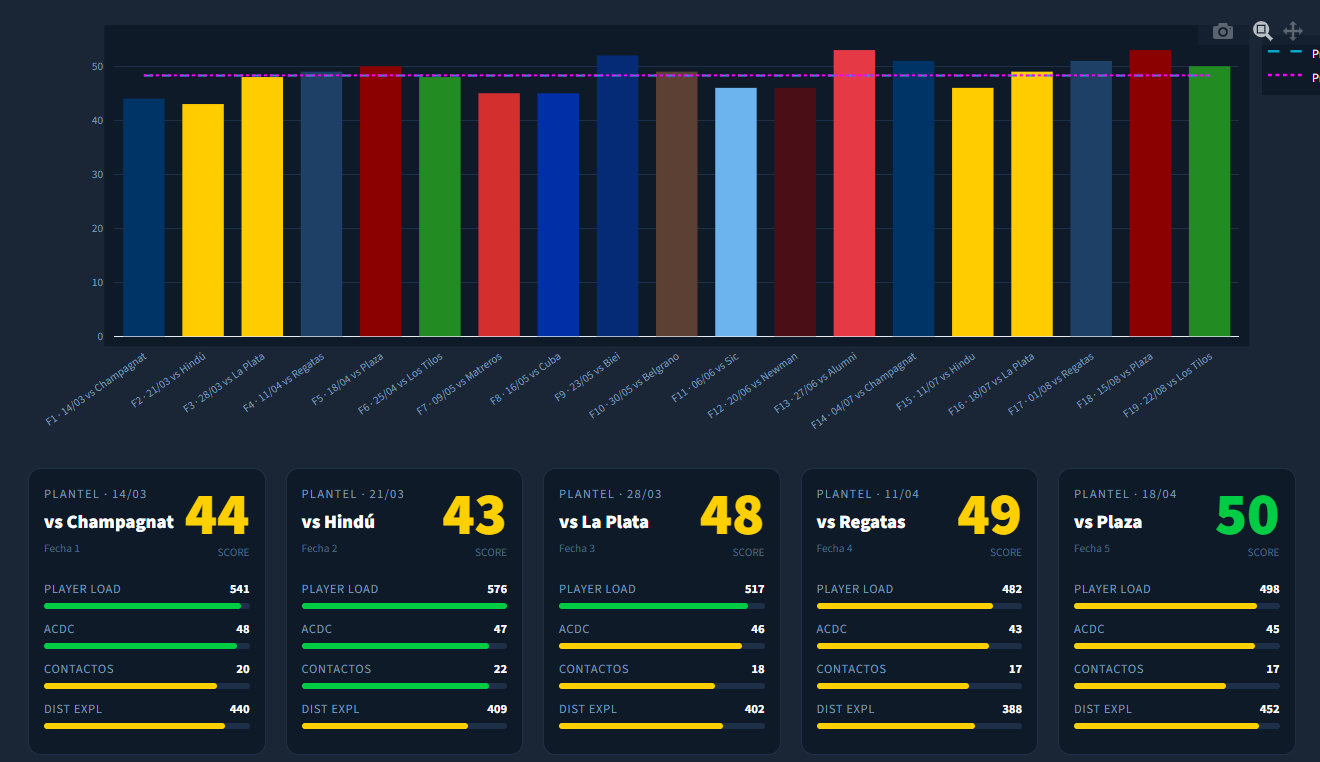 50
40
30
20
10
0
F1 · 14/03 vs Champagnat
F2 · 21/03 vs Hindú
F3 · 28/03 vs La Plata
F4 · 11/04 vs Regatas
F5 · 18/04 vs Plaza
F6 · 25/04 vs Los Tilos
F7 · 09/05 vs Matreros
F8 · 16/05 vs Cuba
F9 · 23/05 vs Biei
F10 · 30/05 vs Belgrano
F11 · 06/06 vs Sic
F12 · 20/06 vs Newman
F13 · 27/06 vs Alumni
F14 · 04/07 vs Champagnat
F15 · 11/07 vs Hindu
F16 · 18/07 vs La Plata
F17 · 01/08 vs Regatas
F18 · 15/08 vs Plaza
F19 · 22/08 vs Los Tilos
PLANTEL · 14/03
vs Champagnat 44
Fecha 1 SCORE
PLAYER LOAD 541
ACDC 48
CONTACTOS 20
DIST EXPL 440
PLANTEL · 21/03
vs Hindú 43
Fecha 2 SCORE
PLAYER LOAD 576
ACDC 47
CONTACTOS 22
DIST EXPL 409
PLANTEL · 28/03
vs La Plata 48
Fecha 3 SCORE
PLAYER LOAD 517
ACDC 46
CONTACTOS 18
DIST EXPL 402
PLANTEL · 11/04
vs Regatas 49
Fecha 4 SCORE
PLAYER LOAD 482
ACDC 43
CONTACTOS 17
DIST EXPL 388
PLANTEL · 18/04
vs Plaza 50
Fecha 5 SCORE
PLAYER LOAD 498
ACDC 45
CONTACTOS 17
DIST EXPL 452